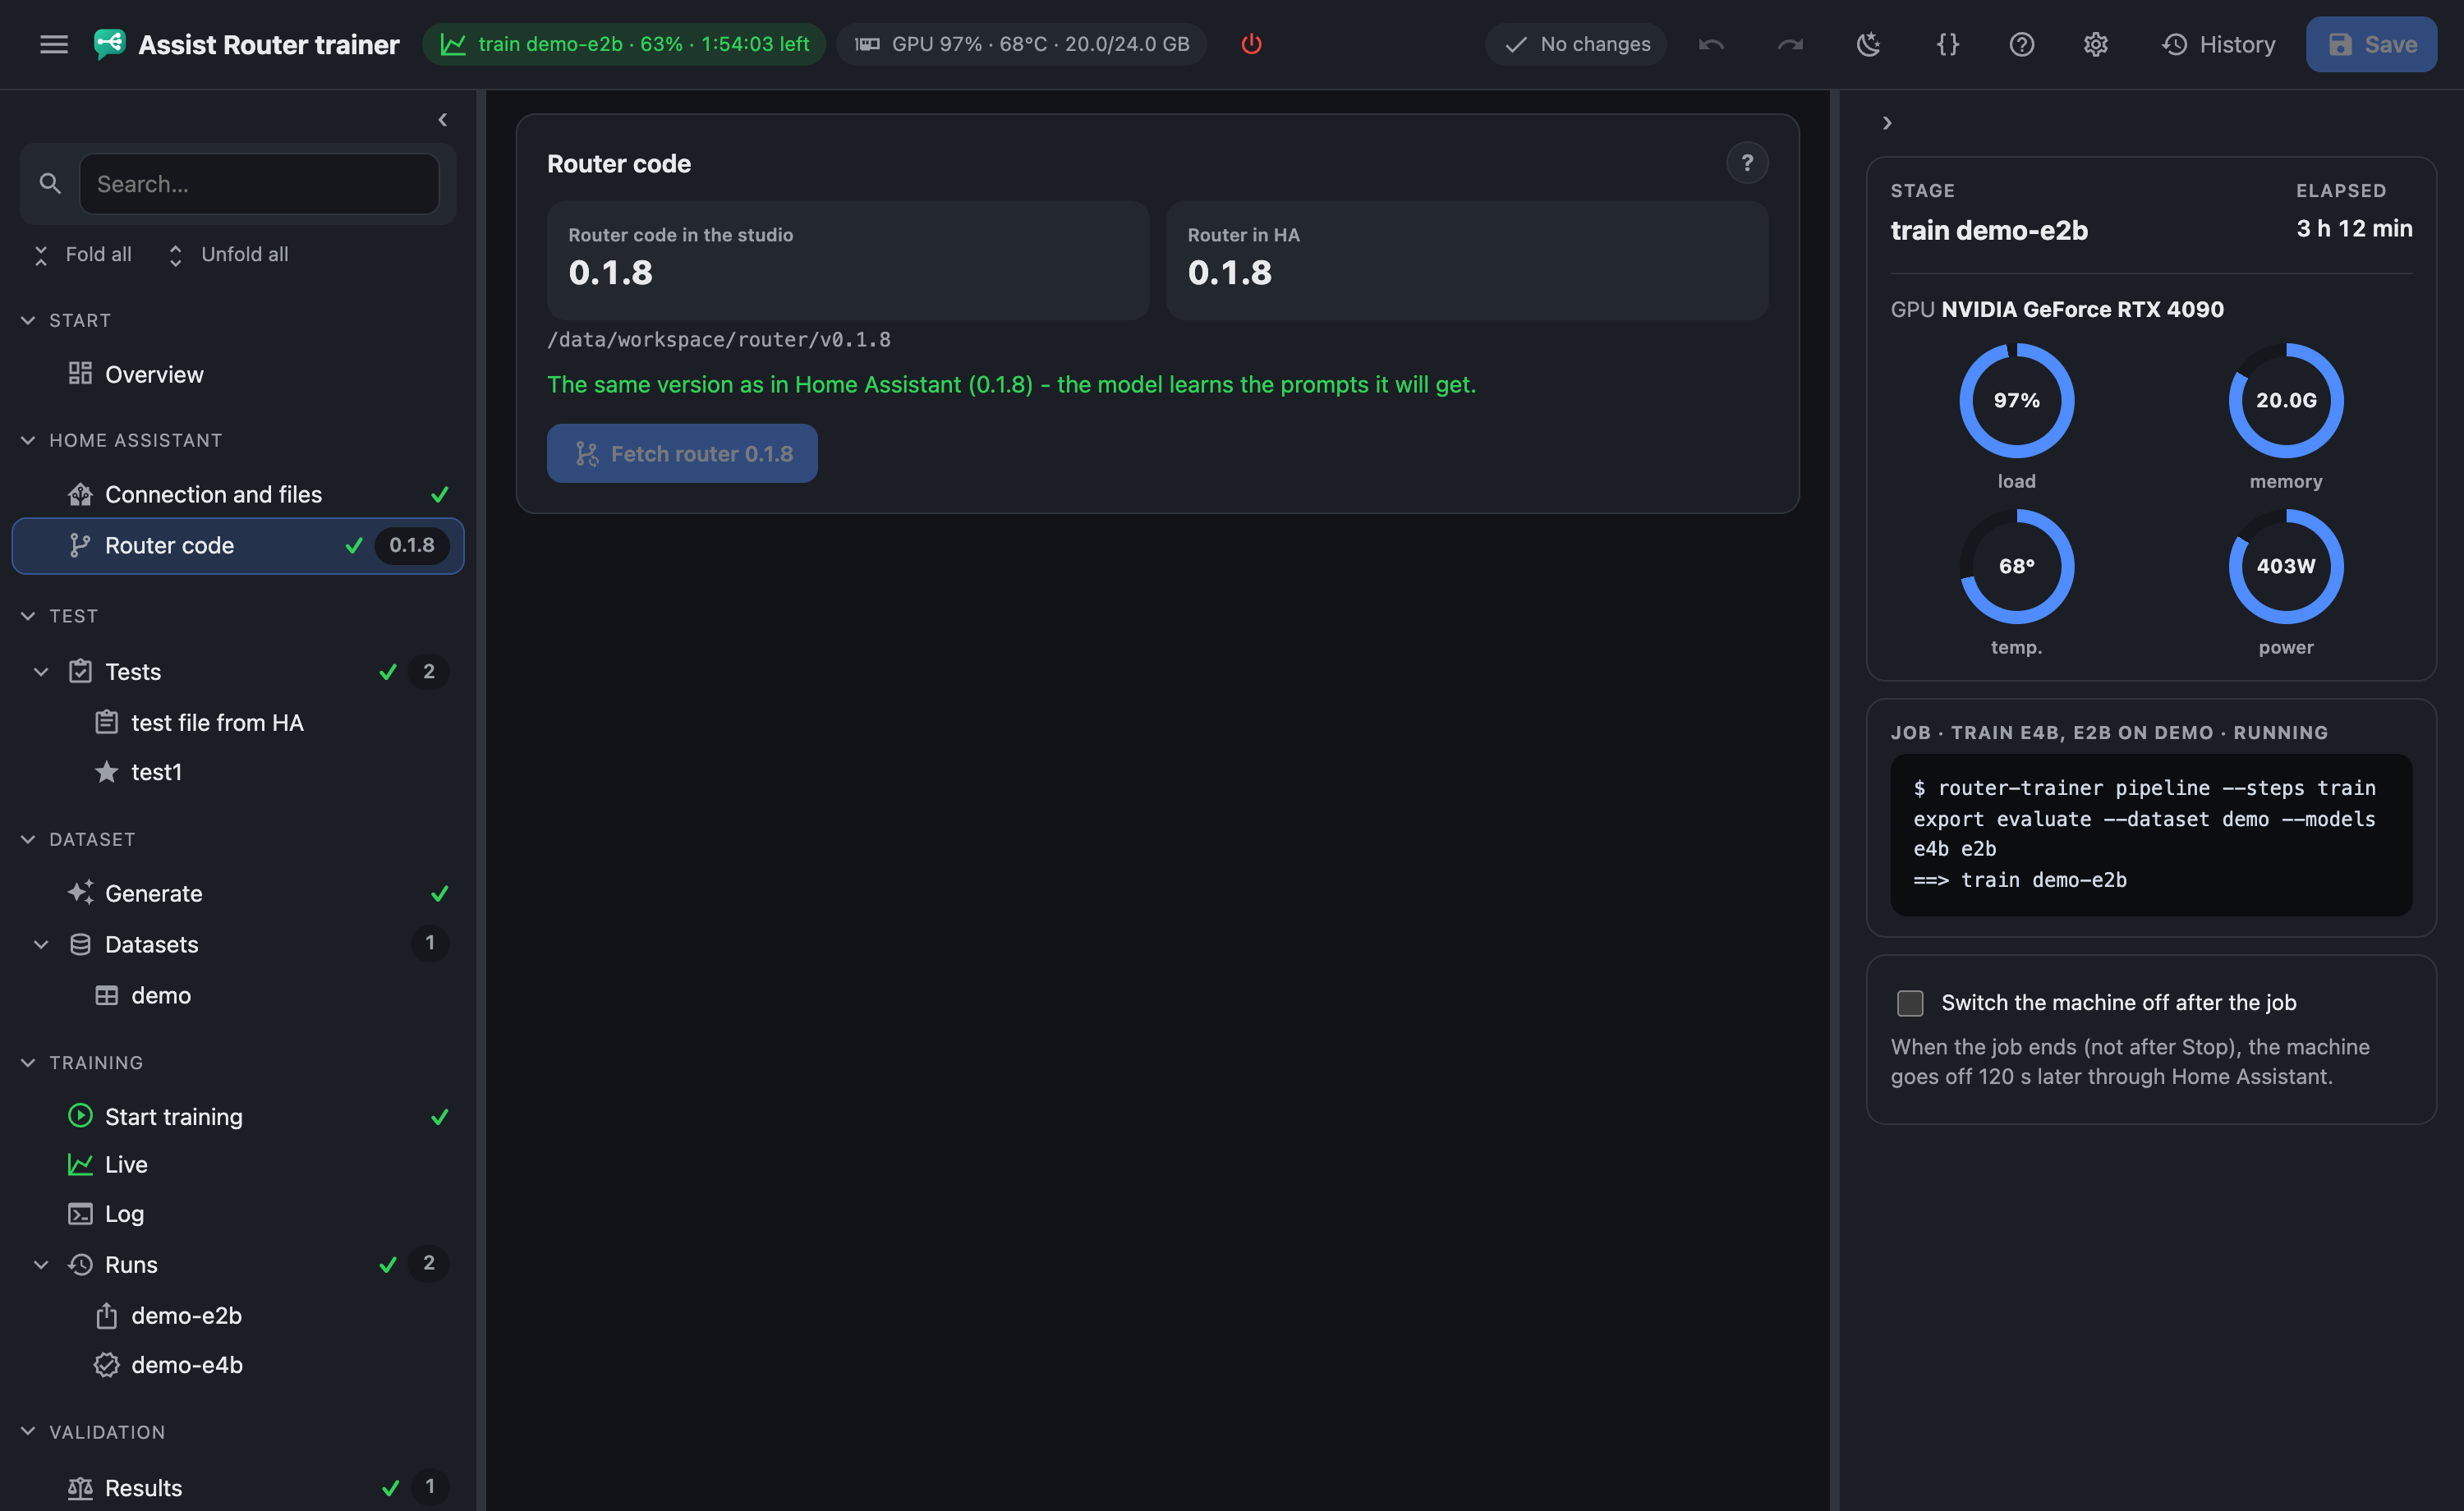 Assist Router trainer
train demo-e2b · 63% · 1:54:03 left
GPU 97% · 68°C · 20.0/24.0 GB
No changes
{}
History
Save
Search...
Fold all
Unfold all
START
Overview
HOME ASSISTANT
Connection and files
Router code
0.1.8
TEST
Tests
2
test file from HA
test1
DATASET
Generate
Datasets
1
demo
TRAINING
Start training
Live
Log
Runs
2
demo-e2b
demo-e4b
VALIDATION
Results
1
Router code
?
Router code in the studio
0.1.8
Router in HA
0.1.8
/data/workspace/router/v0.1.8
The same version as in Home Assistant (0.1.8) - the model learns the prompts it will get.
Fetch router 0.1.8
STAGE
train demo-e2b
ELAPSED
3 h 12 min
GPU NVIDIA GeForce RTX 4090
97%
load
20.0G
memory
68°
temp.
403W
power
JOB · TRAIN E4B, E2B ON DEMO · RUNNING
$ router-trainer pipeline --steps train
export evaluate --dataset demo --models
e4b e2b
==> train demo-e2b
Switch the machine off after the job
When the job ends (not after Stop), the machine
goes off 120 s later through Home Assistant.